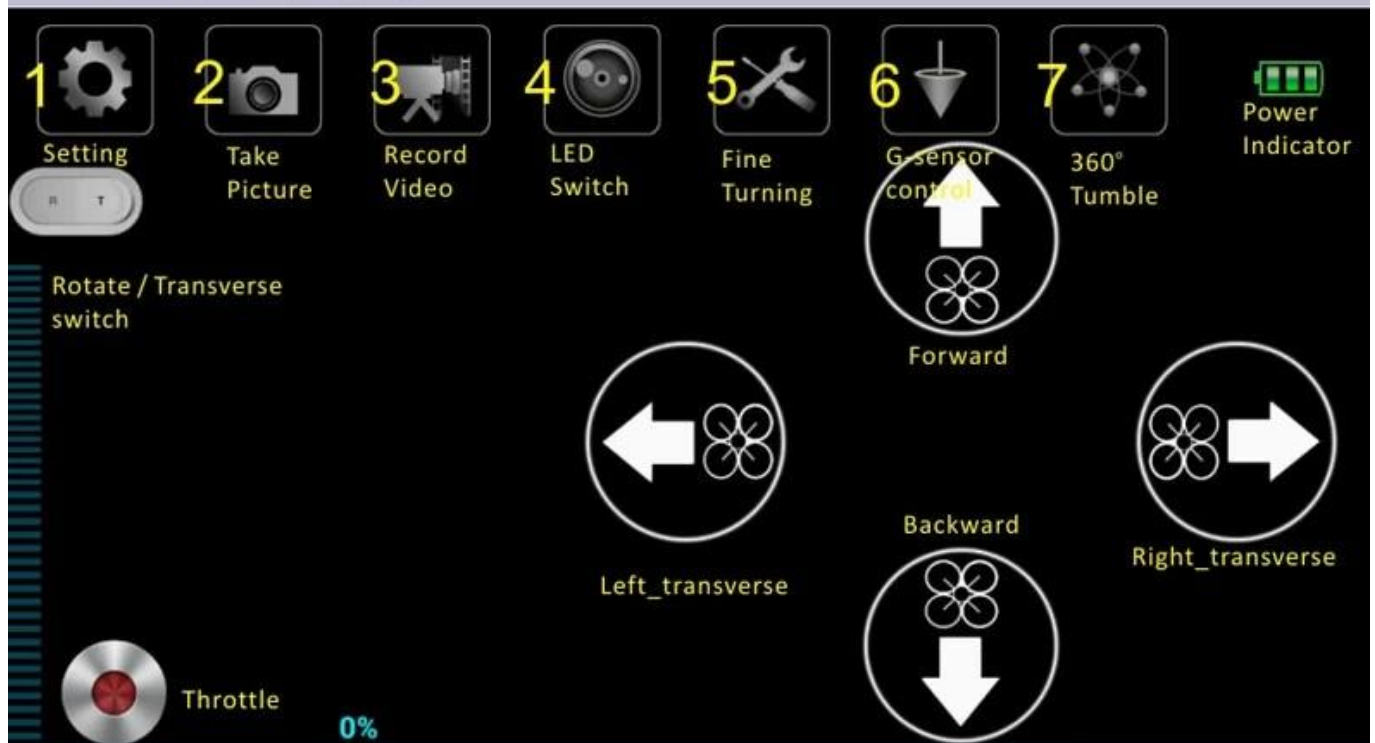 1
2
3
4
5
6
7
Setting
Take
Picture
Record
Video
LED
Switch
Fine
Turning
G-sensor
control
360°
Tumble
Power
Indicator
R T
Rotate / Transverse
switch
Forward
Left_transverse
Backward
Right_transverse
Throttle
0%